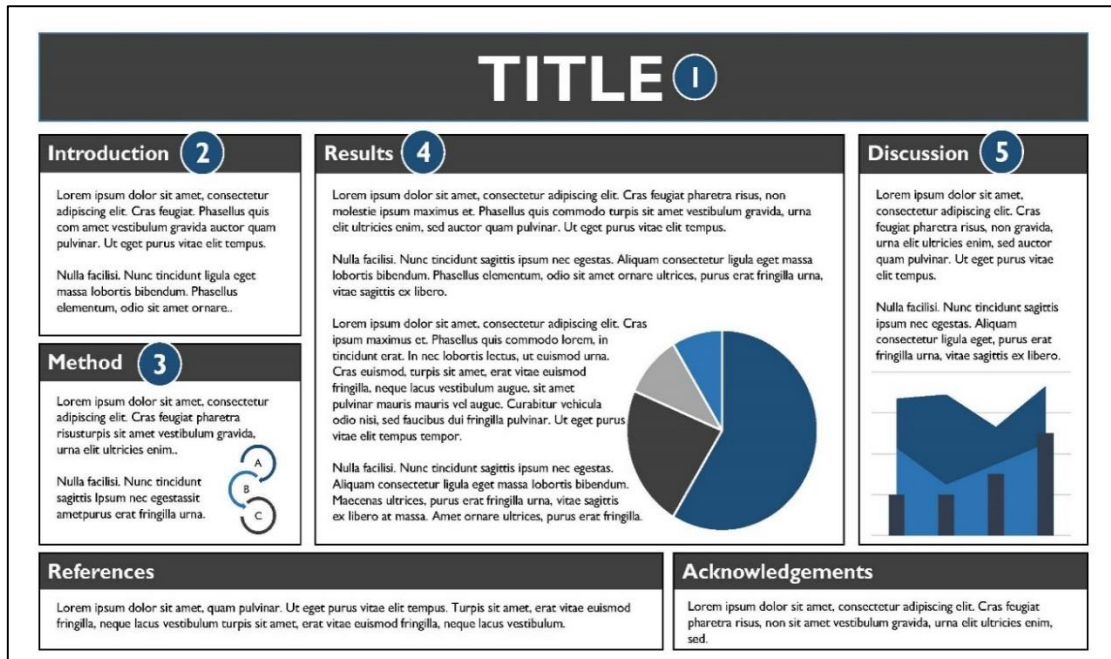 TITLE 1
Introduction 2
Lorem ipsum dolor sit amet, consectetur
adipiscing elit. Cras feugiat. Phasellus quis
com amet vestibulum gravida auctor quam
pulvinar. Ut eget purus vitae elit tempus.
Nulla facilisi. Nunc tincidunt ligula eget
massa lobortis bibendum. Phasellus
elementum, odio sit amet ornare..
Method 3
Lorem ipsum dolor sit amet, consectetur
adipiscing elit. Cras feugiat pharetra
risusturpis sit amet vestibulum gravida,
urna elit ultricies enim..
Nulla facilisi. Nunc tincidunt
sagittis Ipsum nec egestassit
ametpurus erat fringilla urna.
A
B
C
Results 4
Lorem ipsum dolor sit amet, consectetur adipiscing elit. Cras feugiat pharetra risus, non
molestie ipsum maximus et. Phasellus quis commodo turpis sit amet vestibulum gravida, urna
elit ultricies enim, sed auctor quam pulvinar. Ut eget purus vitae elit tempus.
Nulla facilisi. Nunc tincidunt sagittis ipsum nec egestas. Aliquam consectetur ligula eget massa
lobortis bibendum. Phasellus elementum, odio sit amet ornare ultrices, purus erat fringilla urna,
vitae sagittis ex libero.
Lorem ipsum dolor sit amet, consectetur adipiscing elit. Cras
ipsum maximus et. Phasellus quis commodo lorem, in
tincidunt erat. In nec lobortis lectus, ut euismod urna.
Cras euismod, turpis sit amet, erat vitae euismod
fringilla, neque lacus vestibulum augue, sit amet
pulvinar mauris mauris vel augue. Curabitur vehicula
odio nisi, sed faucibus dui fringilla pulvinar. Ut eget purus
vitae elit tempus tempor.
Nulla facilisi. Nunc tincidunt sagittis ipsum nec egestas.
Aliquam consectetur ligula eget massa lobortis bibendum.
Maecenas ultrices, purus erat fringilla urna, vitae sagittis
ex libero at massa. Amet ornare ultrices, purus erat fringilla.
Discussion 5
Lorem ipsum dolor sit amet,
consectetur adipiscing elit. Cras
feugiat pharetra risus, non gravida,
urna elit ultricies enim, sed auctor
quam pulvinar. Ut eget purus vitae
elit tempus.
Nulla facilisi. Nunc tincidunt sagittis
ipsum nec egestas. Aliquam
consectetur ligula eget, purus erat
fringilla urna, vitae sagittis ex libero.
References
Lorem ipsum dolor sit amet, quam pulvinar. Ut eget purus vitae elit tempus. Turpis sit amet, erat vitae euismod
fringilla, neque lacus vestibulum turpis sit amet, erat vitae euismod fringilla, neque lacus vestibulum.
Acknowledgements
Lorem ipsum dolor sit amet, consectetur adipiscing elit. Cras feugiat
pharetra risus, non sit amet vestibulum gravida, urna elit ultricies enim,
sed.